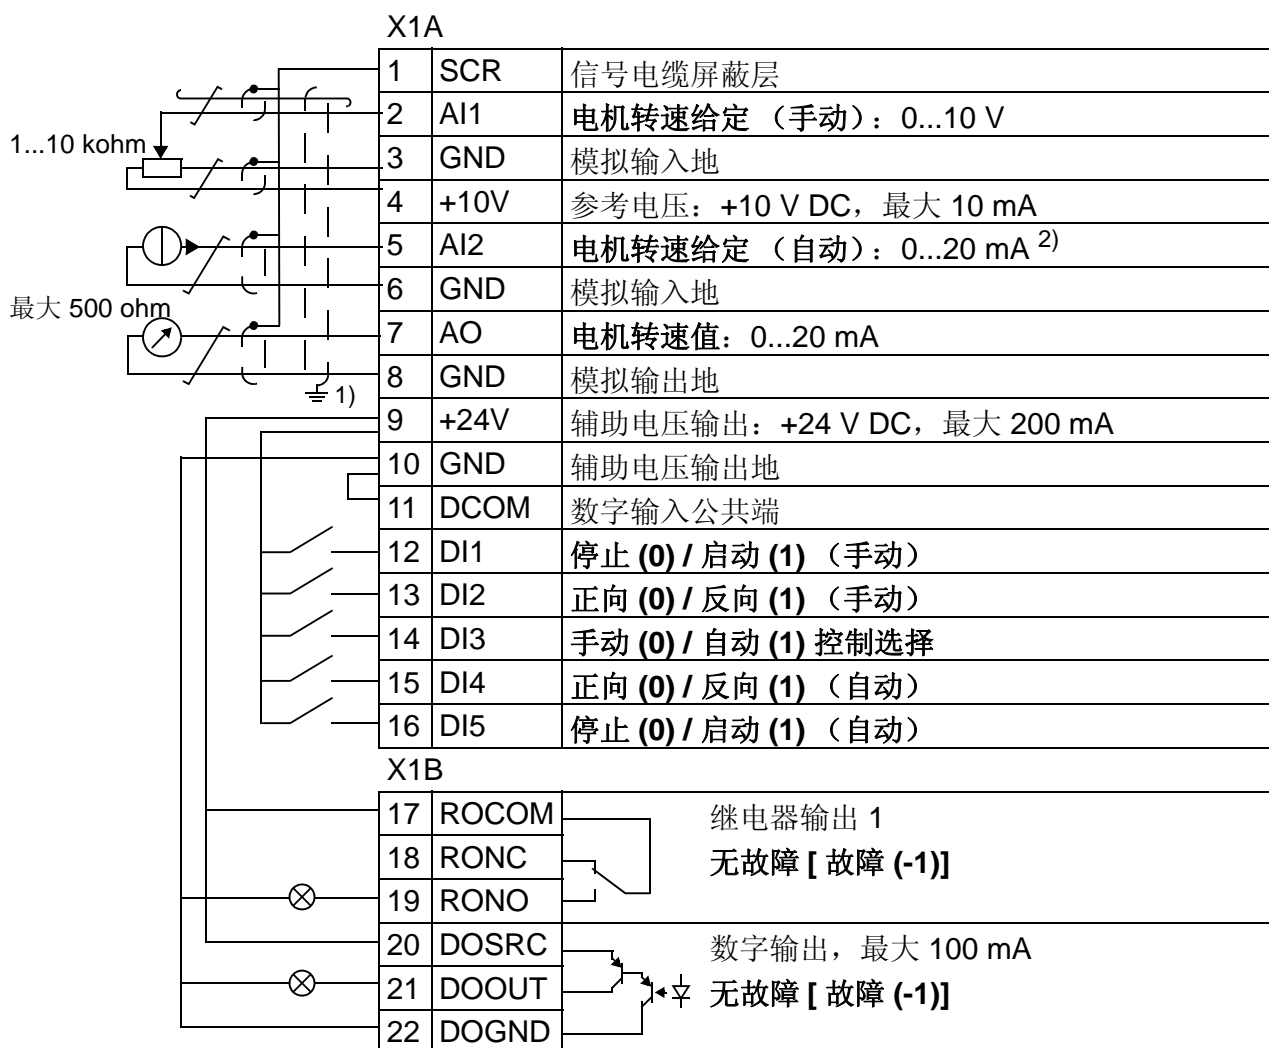 X1A
1 SCR 信号电缆屏蔽层
2 AI1 电机转速给定 （手动）：0...10 V
1...10 kohm
3 GND 模拟输入地
4 +10V 参考电压：+10 V DC，最大 10 mA
5 AI2 电机转速给定 （自动）：0...20 mA 2)
6 GND 模拟输入地
最大 500 ohm
7 AO 电机转速值：0...20 mA
8 GND 模拟输出地
1)
9 +24V 辅助电压输出：+24 V DC，最大 200 mA
10 GND 辅助电压输出地
11 DCOM 数字输入公共端
12 DI1 停止 (0) / 启动 (1) （手动）
13 DI2 正向 (0) / 反向 (1) （手动）
14 DI3 手动 (0) / 自动 (1) 控制选择
15 DI4 正向 (0) / 反向 (1) （自动）
16 DI5 停止 (0) / 启动 (1) （自动）
X1B
17 ROCOM 继电器输出 1
18 RONC 无故障 [ 故障 (-1)]
19 RONO
20 DOSRC 数字输出，最大 100 mA
21 DOOUT 无故障 [ 故障 (-1)]
22 DOGND